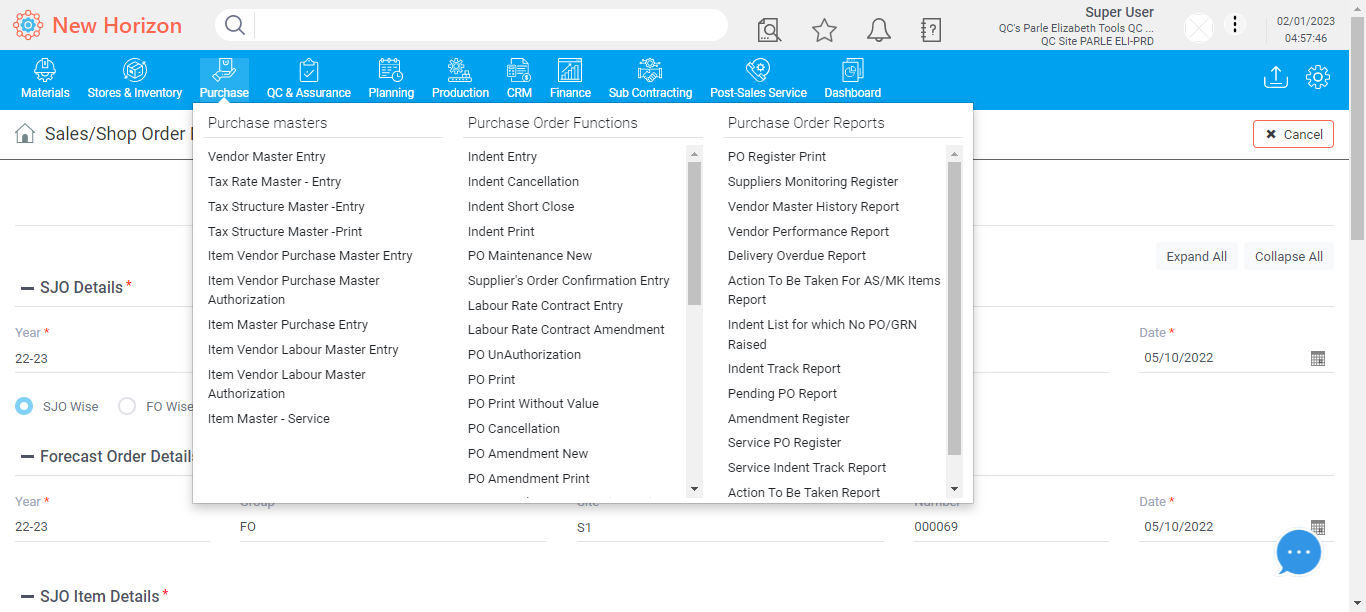 New Horizon
Super User
QC's Parle Elizabeth Tools QC ...
QC Site PARLE ELI-PRD
02/01/2023
04:57:46
Materials
Stores & Inventory
Purchase
QC & Assurance
Planning
Production
CRM
Finance
Sub Contracting
Post-Sales Service
Dashboard
Sales/Shop Order
Cancel
Purchase masters
Vendor Master Entry
Tax Rate Master - Entry
Tax Structure Master -Entry
Tax Structure Master -Print
Item Vendor Purchase Master Entry
Item Vendor Purchase Master
Authorization
Item Master Purchase Entry
Item Vendor Labour Master Entry
Item Vendor Labour Master
Authorization
Item Master - Service
Purchase Order Functions
Indent Entry
Indent Cancellation
Indent Short Close
Indent Print
PO Maintenance New
Supplier's Order Confirmation Entry
Labour Rate Contract Entry
Labour Rate Contract Amendment
PO UnAuthorization
PO Print
PO Print Without Value
PO Cancellation
PO Amendment New
PO Amendment Print
Purchase Order Reports
PO Register Print
Suppliers Monitoring Register
Vendor Master History Report
Vendor Performance Report
Delivery Overdue Report
Action To Be Taken For AS/MK Items
Report
Indent List for which No PO/GRN
Raised
Indent Track Report
Pending PO Report
Amendment Register
Service PO Register
Service Indent Track Report
Action To Be Taken Report
Expand All
Collapse All
SJO Details *
Year *
22-23
Date *
05/10/2022
SJO Wise
FO Wise
Forecast Order Details
Year *
22-23
Group
FO
Site
S1
Number
000069
Date *
05/10/2022
SJO Item Details *